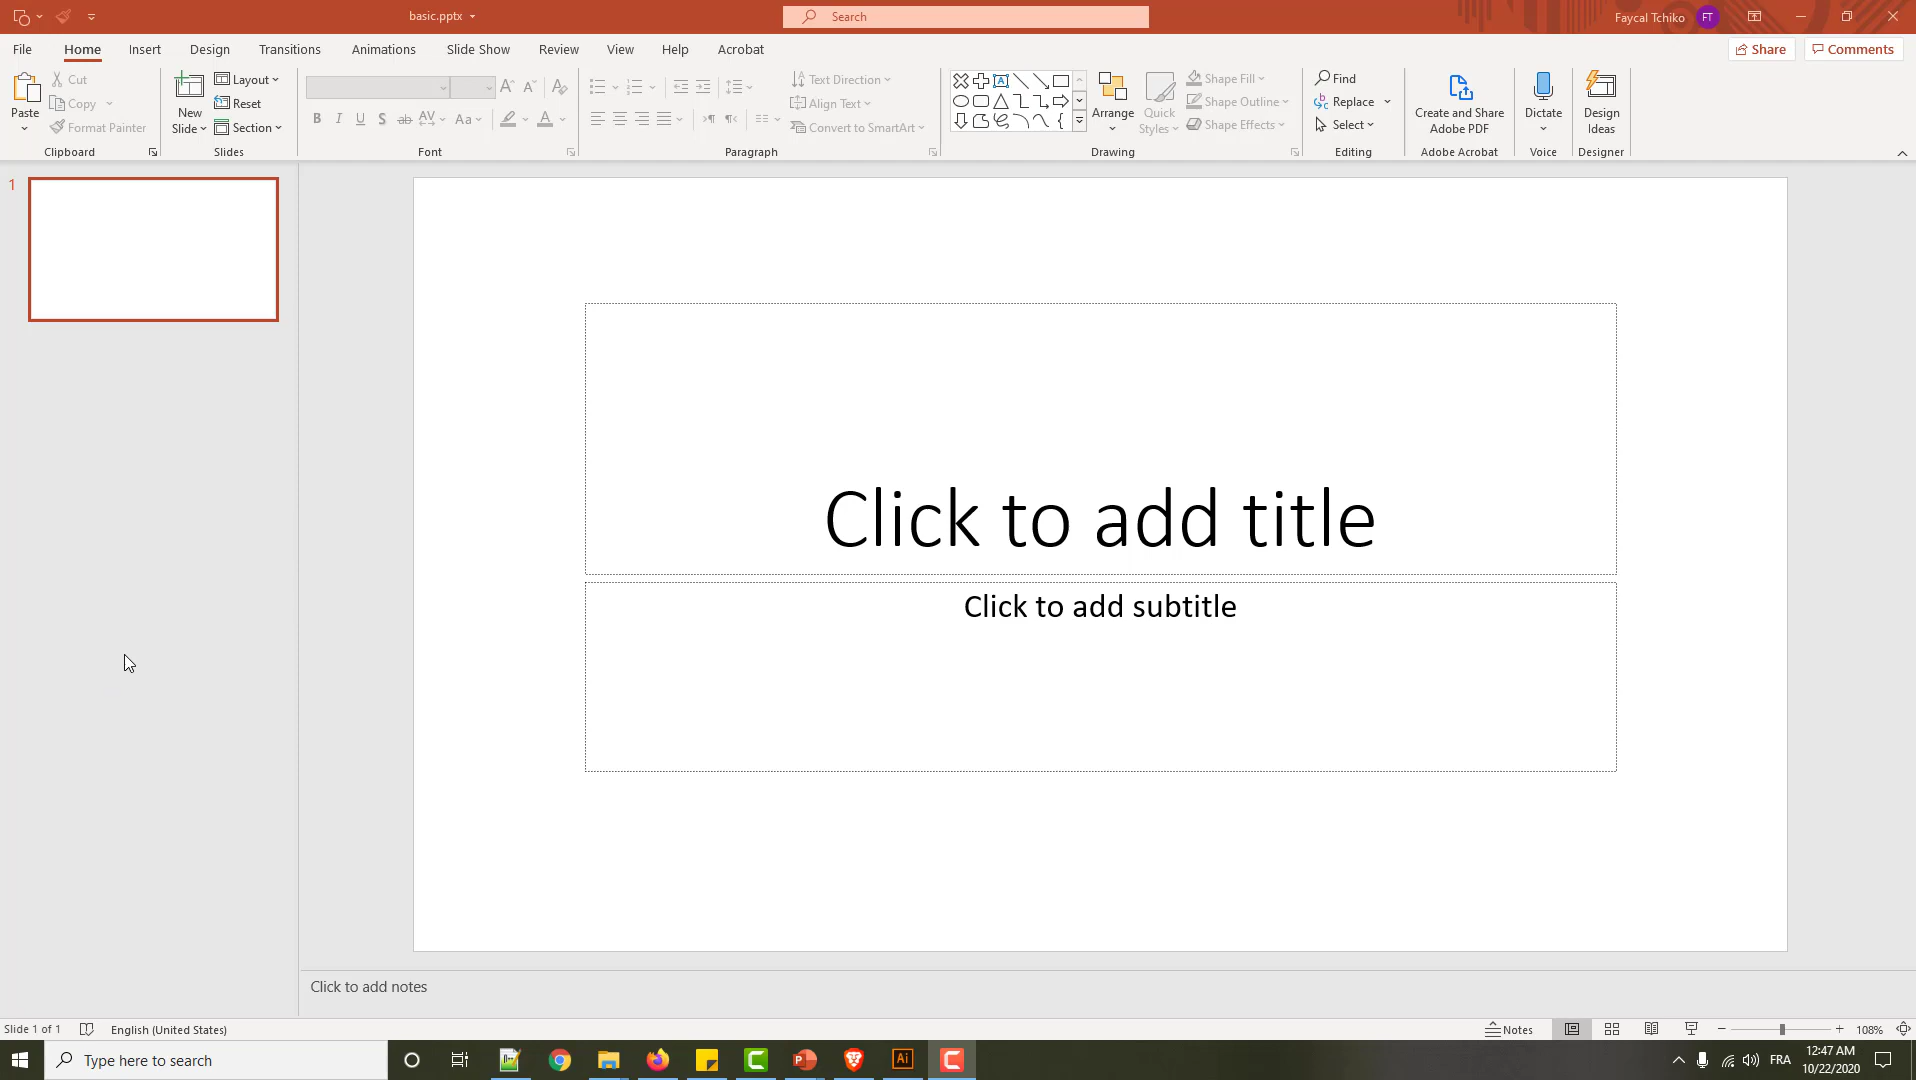 basic.pptx
Search
Faycal Tchiko
FT
File Home Insert Design Transitions Animations Slide Show Review View Help Acrobat
Share
Comments
Paste
Cut
Copy
Format Painter
Clipboard
New
Slide
Layout
Reset
Section
Slides
B I U S ab AV Aa A
Font
Text Direction
Align Text
Convert to SmartArt
Paragraph
Arrange
Quick
Styles
Shape Fill
Shape Outline
Shape Effects
Drawing
Find
Replace
Select
Editing
Create and Share
Adobe PDF
Adobe Acrobat
Dictate
Voice
Design
Ideas
Designer
1
Click to add title
Click to add subtitle
Click to add notes
Slide 1 of 1
English (United States)
Notes
108%
Type here to search
Ai
FRA
12:47 AM
10/22/2020